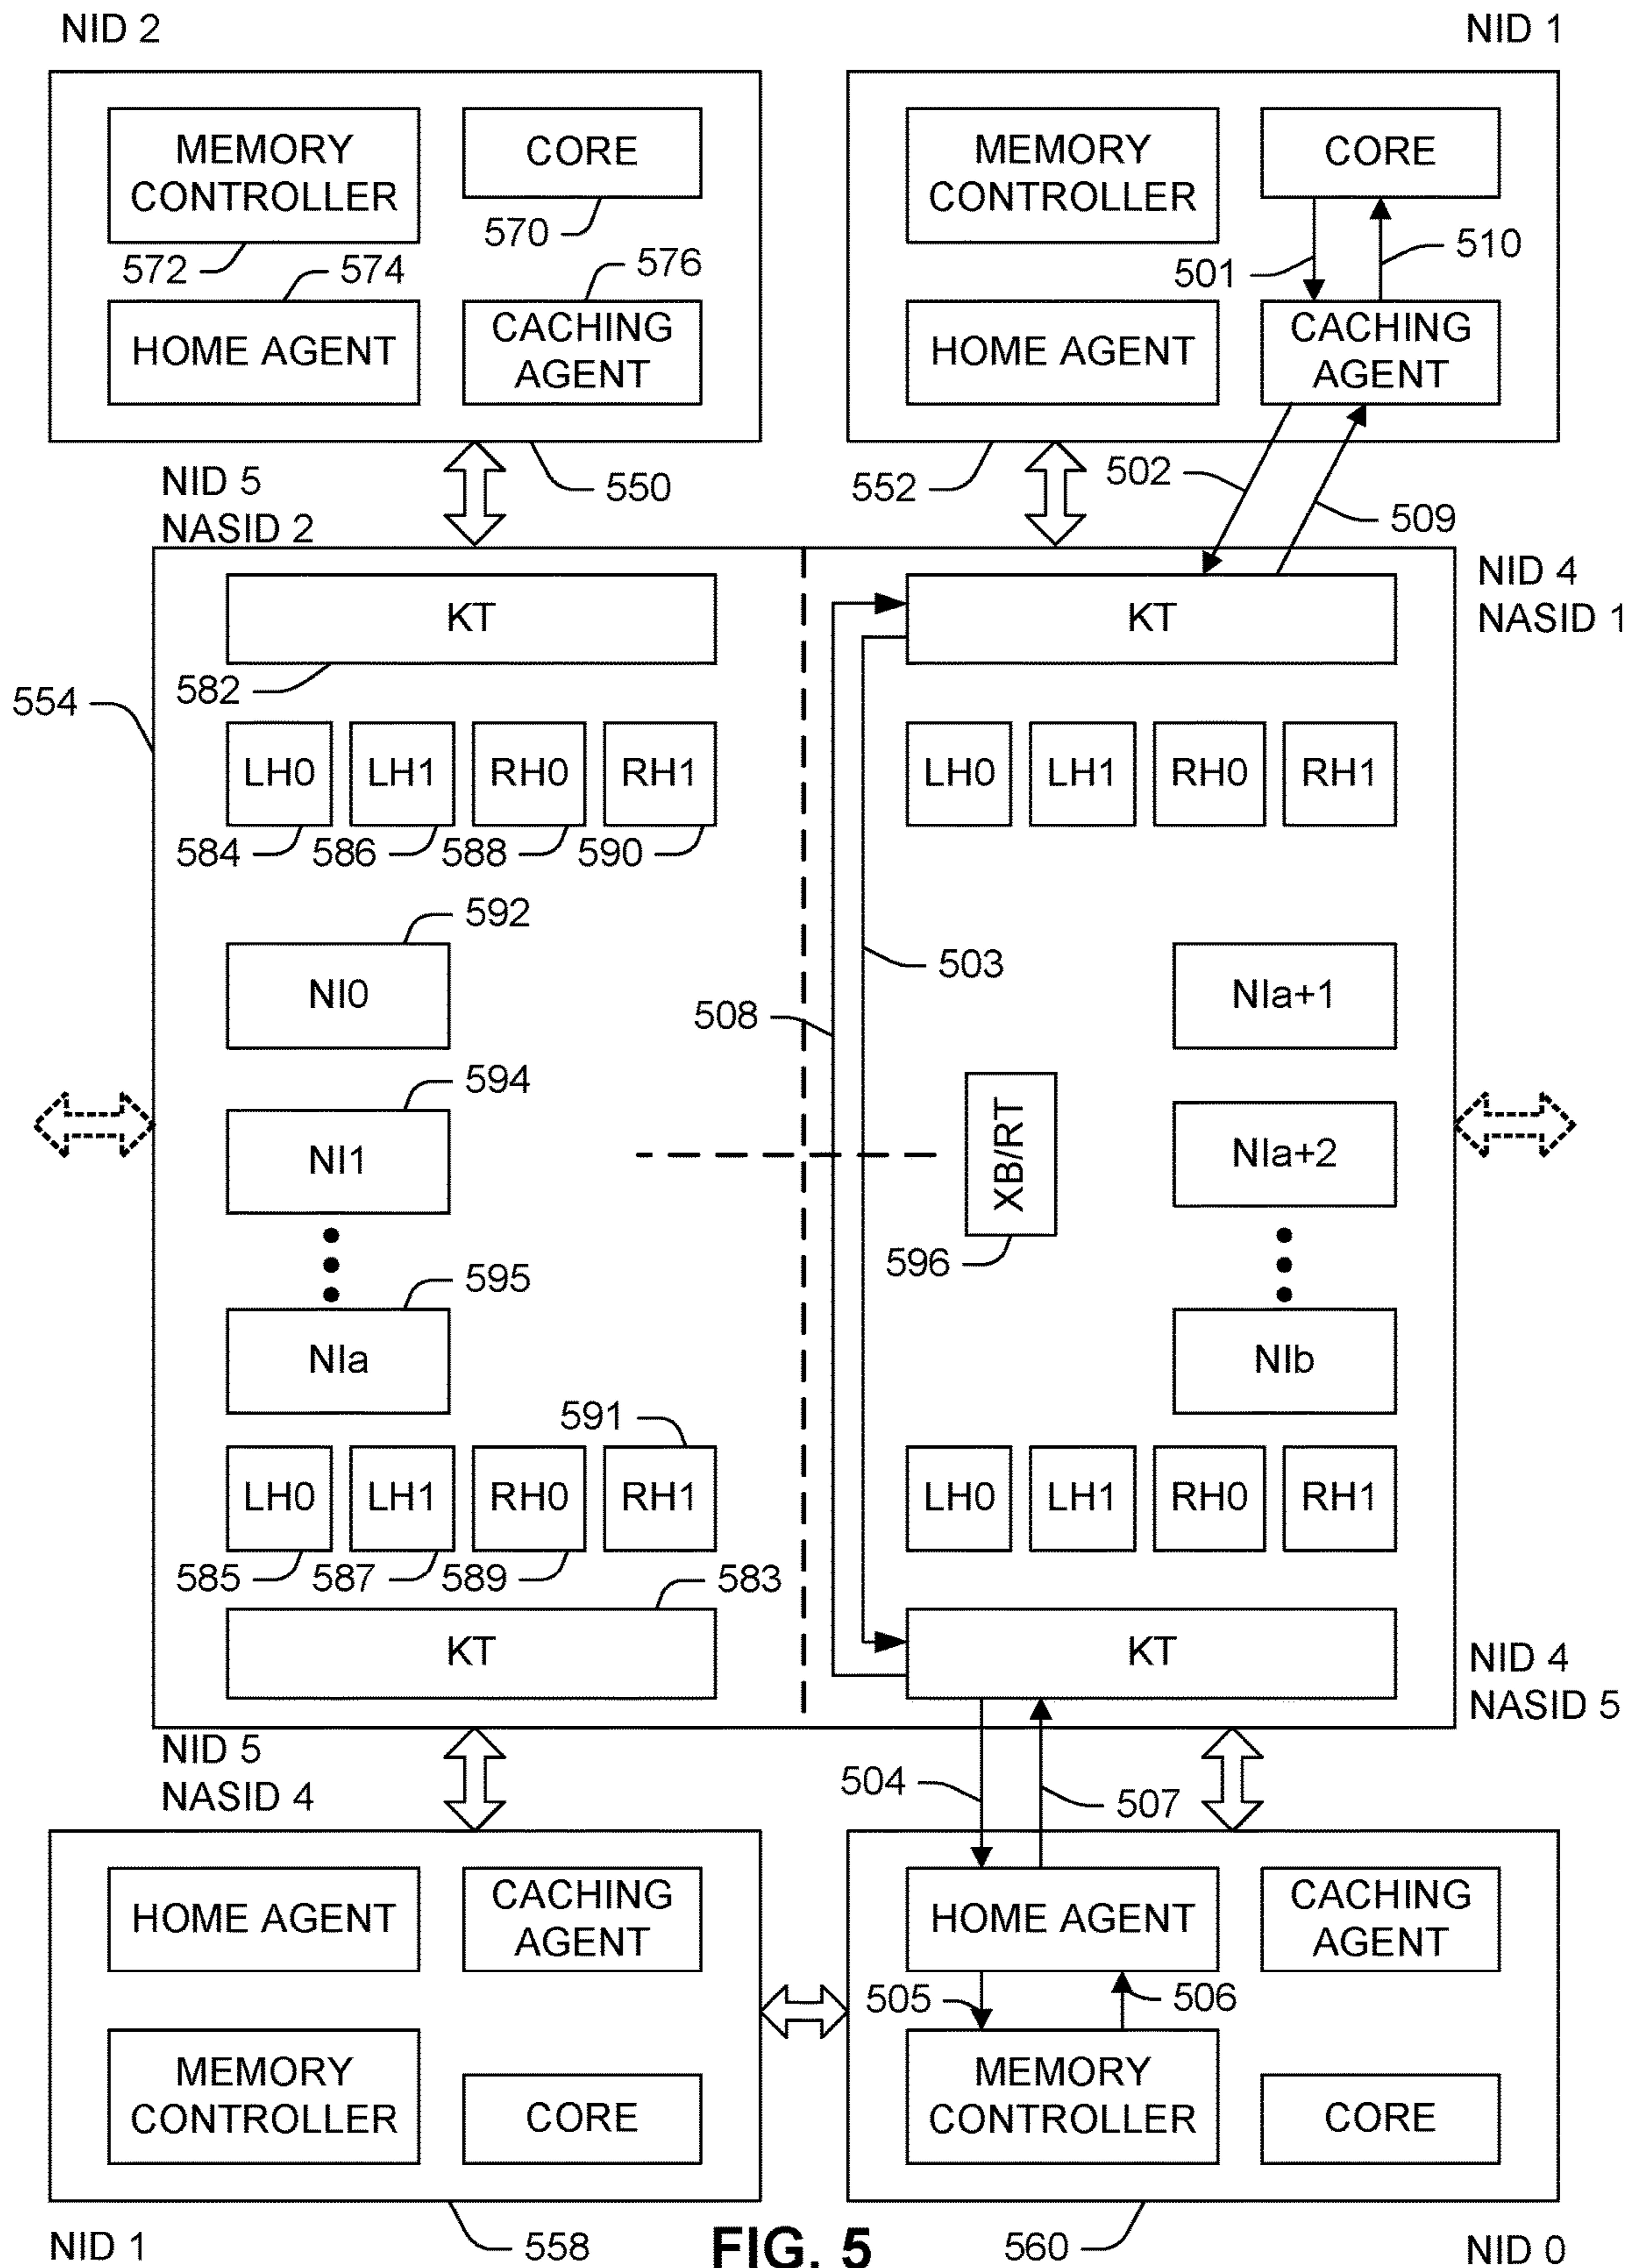 NID 2
NID 1
MEMORY
CONTROLLER
CORE
MEMORY
CONTROLLER
CORE
570
572
574
576
501
510
HOME AGENT
CACHING
AGENT
HOME AGENT
CACHING
AGENT
NID 5
NASID 2
550
552
502
509
KT
KT
NID 4
NASID 1
582
554
LH0
LH1
RH0
RH1
LH0
LH1
RH0
RH1
584
586
588
590
592
NI0
503
NIa+1
508
594
NI1
XB/RT
NIa+2
596
595
NIa
NIb
591
LH0
LH1
RH0
RH1
LH0
LH1
RH0
RH1
585
587
589
583
KT
KT
NID 4
NASID 5
NID 5
NASID 4
504
507
HOME AGENT
CACHING
AGENT
HOME AGENT
CACHING
AGENT
505
506
MEMORY
CONTROLLER
CORE
MEMORY
CONTROLLER
CORE
NID 1
558
FIG. 5
560
NID 0